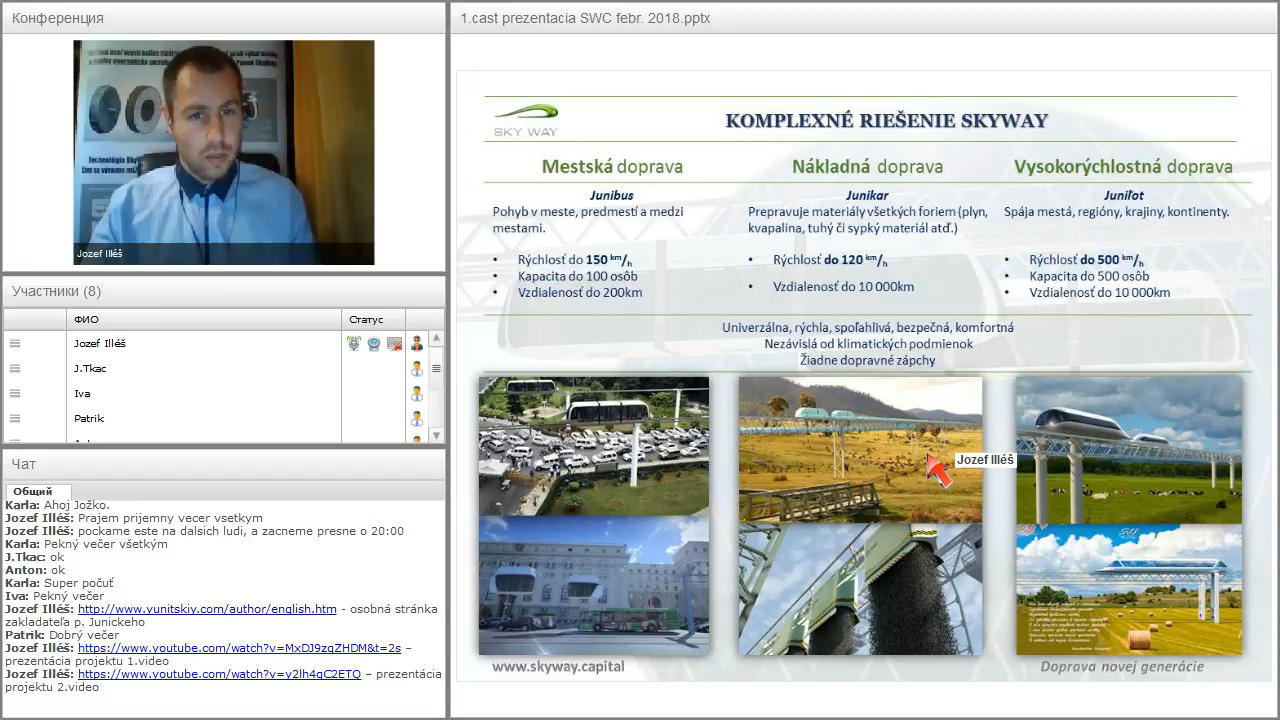 Конференция
Jozef Illéš
Участники (8)
ФИО
Статус
Jozef Illéš
J.Tkac
Iva
Patrik
Чат
Общий
Karla: Ahoj Jožko.
Jozef Illéš: Prajem prijemny vecer vsetkym
Jozef Illéš: pockame este na dalsich ludi, a zacneme presne o 20:00
Karla: Pekný večer všetkým
J.Tkac: ok
Anton: ok
Karla: Super počuť
Iva: Pekný večer
Jozef Illéš: http://www.yunitskiy.com/author/english.htm - osobná stránka
zakladateľa p. Junickeho
Patrik: Dobrý večer
Jozef Illéš: https://www.youtube.com/watch?v=MxDJ9zqZHDM&t=2s –
prezentácia projektu 1.video
Jozef Illéš: https://www.youtube.com/watch?v=y2lh4qC2ETQ – prezentácia
projektu 2.video
1.cast prezentacia SWC febr. 2018.pptx
SKY WAY
KOMPLEXNÉ RIEŠENIE SKYWAY
Mestská doprava
Junibus
Pohyb v meste, predmestí a medzi
mestami.
• Rýchlosť do 150 km/h
• Kapacita do 100 osôb
• Vzdialenosť do 200km
Nákladná doprava
Junikar
Prepravuje materiály všetkých foriem (plyn,
kvapalina, tuhý či sypký materiál atď.)
• Rýchlosť do 120 km/h
• Vzdialenosť do 10 000km
Vysokorýchlostná doprava
Juniľot
Spája mestá, regióny, krajiny, kontinenty.
• Rýchlosť do 500 km/h
• Kapacita do 500 osôb
• Vzdialenosť do 10 000km
Univerzálna, rýchla, spoľahlivá, bezpečná, komfortná
Nezávislá od klimatických podmienok
Žiadne dopravné zápchy
Jozef Illéš
www.skyway.capital
Doprava novej generácie